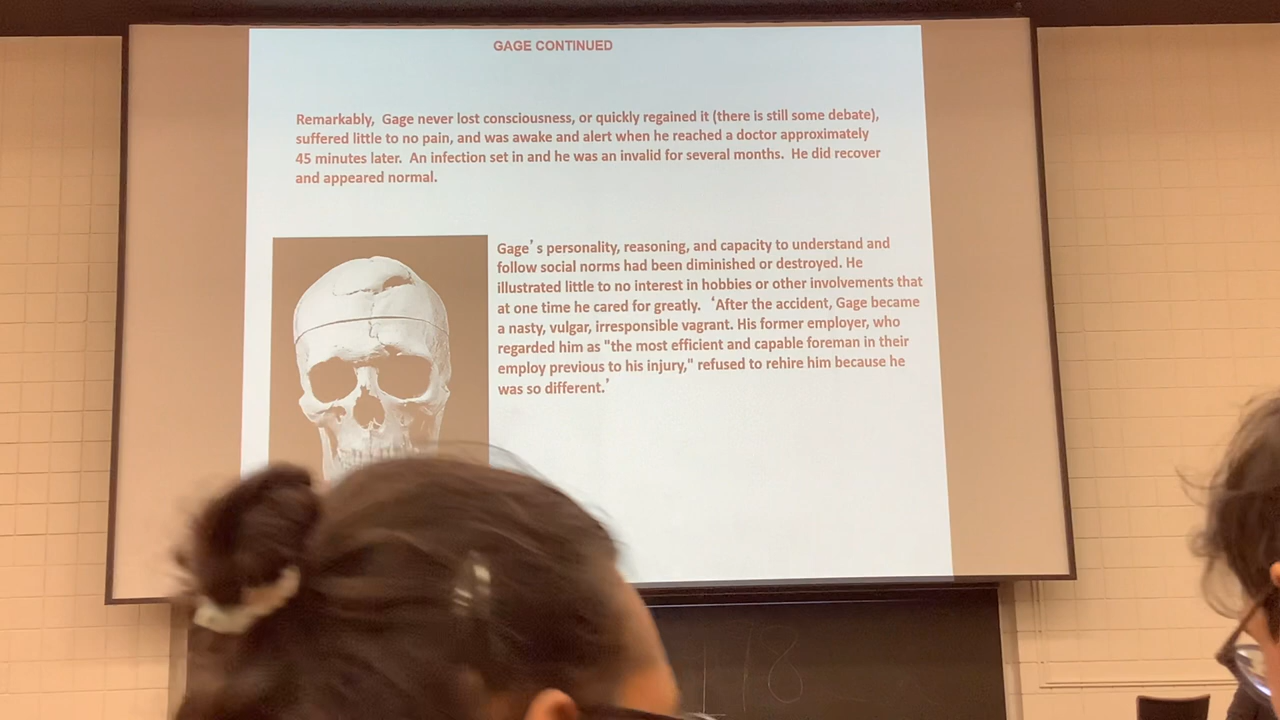 GAGE CONTINUED
Remarkably, Gage never lost consciousness, or quickly regained it (there is still some debate),
suffered little to no pain, and was awake and alert when he reached a doctor approximately
45 minutes later. An infection set in and he was an invalid for several months. He did recover
and appeared normal.
Gage's personality, reasoning, and capacity to understand and
follow social norms had been diminished or destroyed. He
illustrated little to no interest in hobbies or other involvements that
at one time he cared for greatly. 'After the accident, Gage became
a nasty, vulgar, irresponsible vagrant. His former employer, who
regarded him as "the most efficient and capable foreman in their
employ previous to his injury," refused to rehire him because he
was so different.'